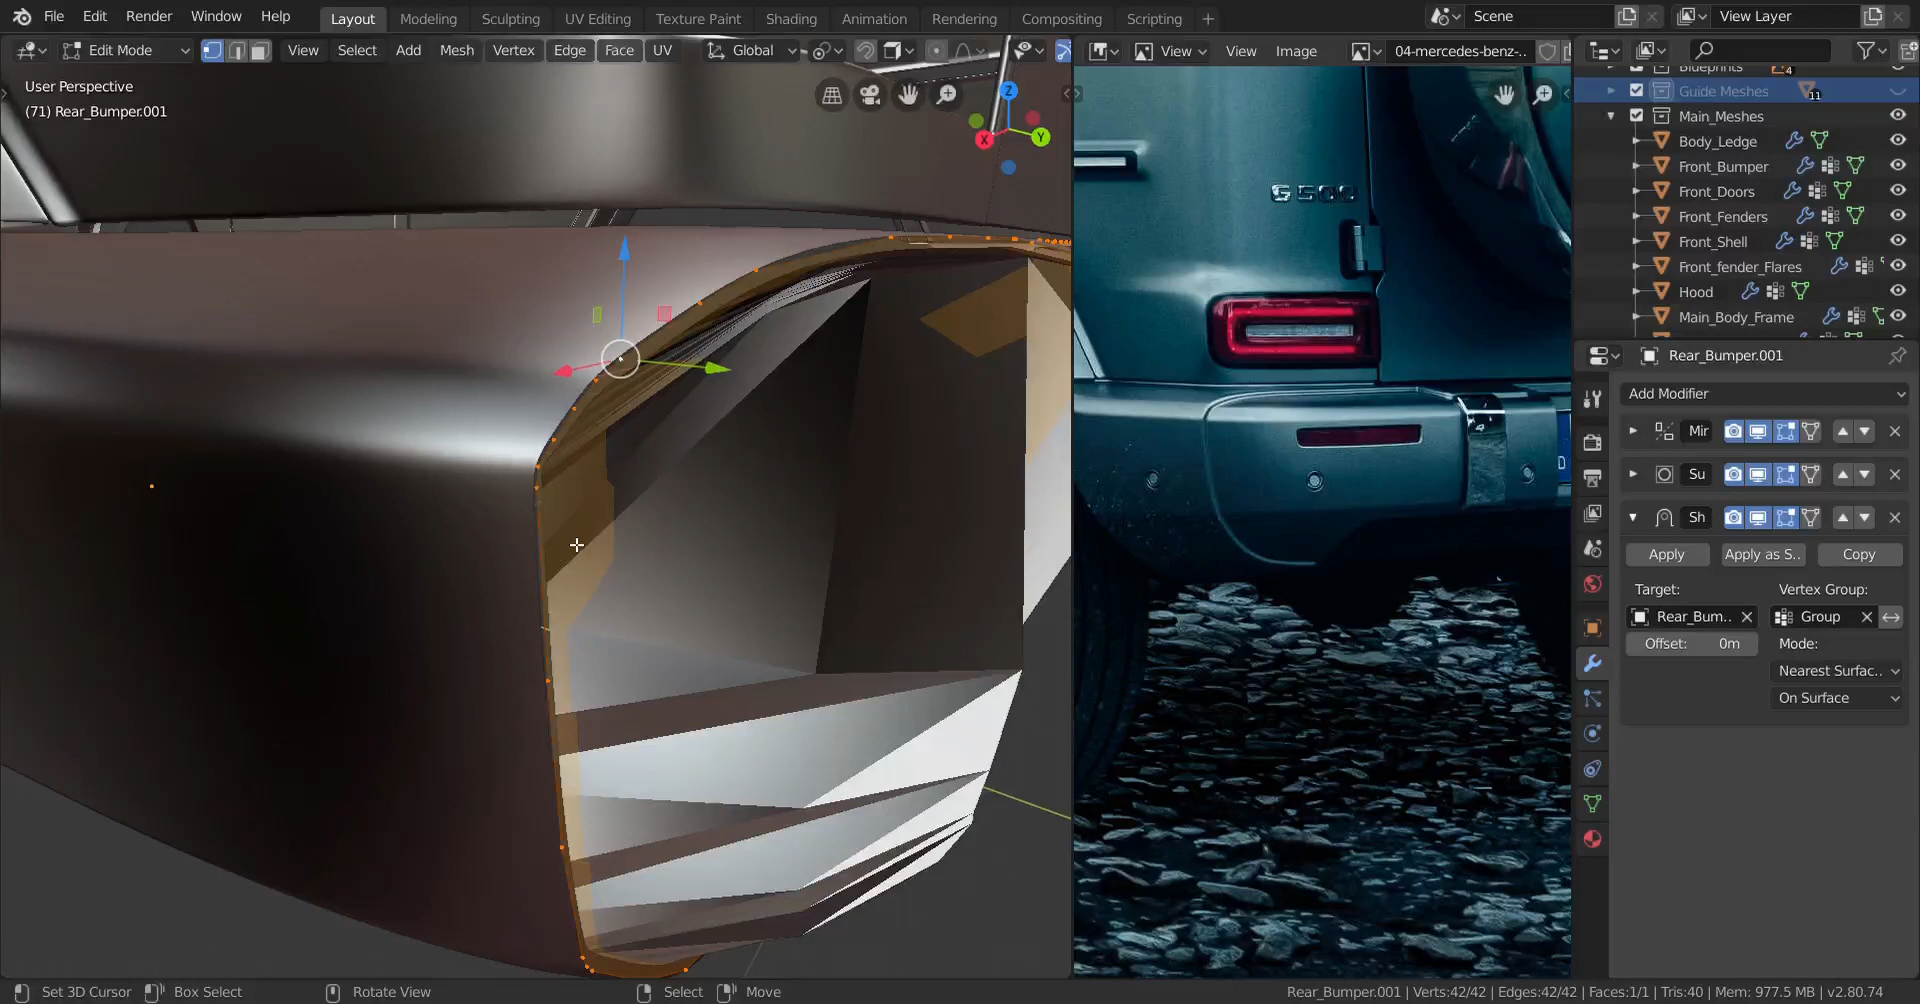 File Edit Render Window Help Layout Modeling Sculpting UV Editing Texture Paint Shading Animation Rendering Compositing Scripting + Scene View Layer
Edit Mode View Select Add Mesh Vertex Edge Face UV Global View View Image 04-mercedes-benz-..
User Perspective
(71) Rear_Bumper.001
Z
Y
X
G 500
D
Blueprints 4
Guide Meshes 11
Main_Meshes
Body_Ledge
Front_Bumper
Front_Doors
Front_Fenders
Front_Shell
Front_fender_Flares
Hood
Main_Body_Frame
Rear_Bumper.001
Add Modifier
Mir
Su
Sh
Apply Apply as S.. Copy
Target: Vertex Group:
Rear_Bum.. Group
Offset: 0m Mode:
Nearest Surfac..
On Surface
Set 3D Cursor Box Select Rotate View Select Move Rear_Bumper.001 | Verts:42/42 | Edges:42/42 | Faces:1/1 | Tris:40 | Mem: 977.5 MB | v2.80.74